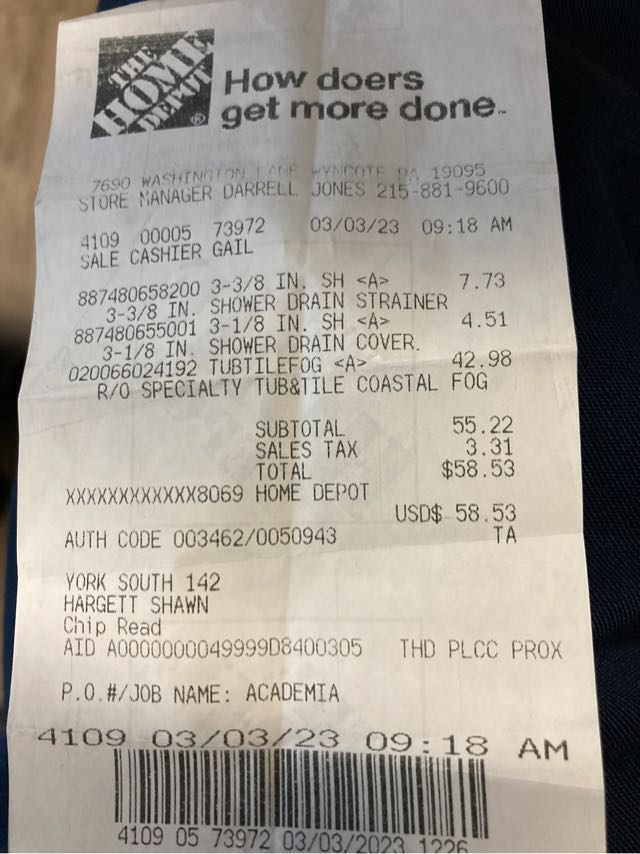 THE
HOME
DEPOT®
How doers
get more done™
7690 WASHINGTON LANE WYNCOTE PA 19095
STORE MANAGER DARRELL JONES 215-881-9600
4109 00005 73972 03/03/23 09:18 AM
SALE CASHIER GAIL
887480658200 3-3/8 IN. SH <A> 7.73
3-3/8 IN. SHOWER DRAIN STRAINER
887480655001 3-1/8 IN. SH <A> 4.51
3-1/8 IN. SHOWER DRAIN COVER.
020066024192 TUBTILEFOG <A> 42.98
R/O SPECIALTY TUB&TILE COASTAL FOG
SUBTOTAL 55.22
SALES TAX 3.31
TOTAL $58.53
XXXXXXXXXXXX8069 HOME DEPOT
USD$ 58.53
AUTH CODE 003462/0050943 TA
YORK SOUTH 142
HARGETT SHAWN
Chip Read
AID A0000000049999D8400305 THD PLCC PROX
P.O.#/JOB NAME: ACADEMIA
4109 03/03/23 09:18 AM
4109 05 73972 03/03/2023 1226